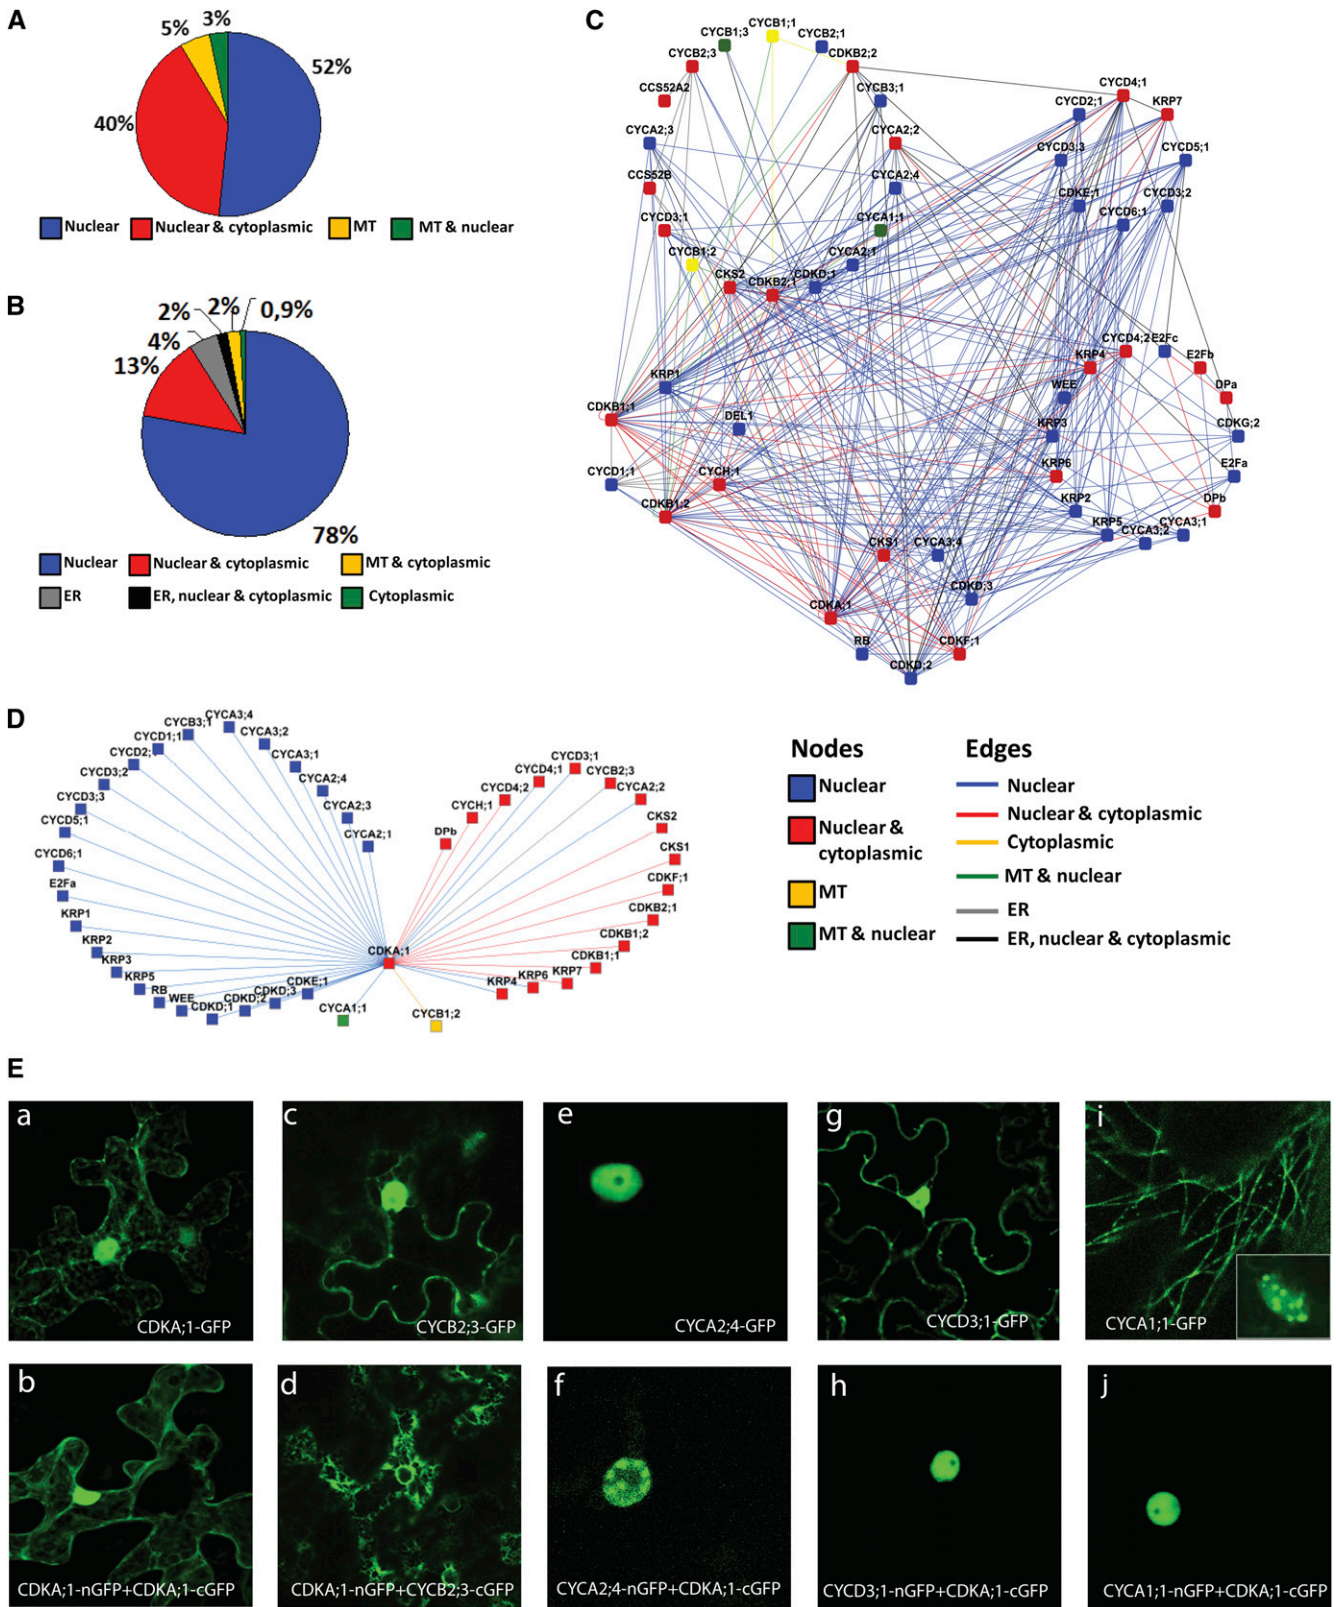 A
3%
5%
52%
40%
Nuclear
Nuclear & cytoplasmic
MT
MT & nuclear
B
2%
2%
0,9%
4%
13%
78%
Nuclear
Nuclear & cytoplasmic
MT & cytoplasmic
ER
ER, nuclear & cytoplasmic
Cytoplasmic
C
CYCB1;1
CYCB1;3
CYCB2;1
CYCB2;3
CDKB2;2
CCS52A2
CYCB3;1
CYCD4;1
CYCD2;1
KRP7
CYCA2;3
CYCA2;2
CYCD3;3
CYCD5;1
CCS52B
CYCA2;4
CDKE;1
CYCD3;2
CYCD3;1
CYCA1;1
CYCD6;1
CYCB1;2
CYCA2;1
CKS2
CDKB2;1
CDKD;1
CYCD4;2
E2Fc
KRP4
E2Fb
KRP1
WEE
DPa
CDKB1;1
DEL1
KRP3
CDKG;2
CYCD1;1
CYCH;1
KRP6
E2Fa
CDKB1;2
KRP2
DPb
KRP5
CYCA3;2
CYCA3;1
CKS1
CYCA3;4
CDKD;3
CDKA;1
RB
CDKF;1
CDKD;2
D
CYCA3;4
CYCB3;1
CYCA3;2
CYCD1;1
CYCA3;1
CYCD2;
CYCD3;2
CYCA2;4
CYCD3;3
CYCA2;3
CYCD5;1
CYCA2;1
CYCD6;1
E2Fa
KRP1
KRP2
KRP3
KRP5
RB
WEE
CDKD;1
CDKD;2
CDKD;3
CDKE;1
CYCA1;1
CDKA;1
CYCB1;2
DPb
CYCH;1
CYCD4;2
CYCD4;1
CYCD3;1
CYCB2;3
CYCA2;2
CKS2
CKS1
CDKF;1
CDKB2;1
CDKB1;2
CDKB1;1
KRP7
KRP6
KRP4
Nodes
Nuclear
Nuclear &
cytoplasmic
MT
MT & nuclear
Edges
Nuclear
Nuclear & cytoplasmic
Cytoplasmic
MT & nuclear
ER
ER, nuclear & cytoplasmic
E
a
CDKA;1-GFP
c
CYCB2;3-GFP
e
CYCA2;4-GFP
g
CYCD3;1-GFP
i
CYCA1;1-GFP
b
CDKA;1-nGFP+CDKA;1-cGFP
d
CDKA;1-nGFP+CYCB2;3-cGFP
f
CYCA2;4-nGFP+CDKA;1-cGFP
h
CYCD3;1-nGFP+CDKA;1-cGFP
j
CYCA1;1-nGFP+CDKA;1-cGFP